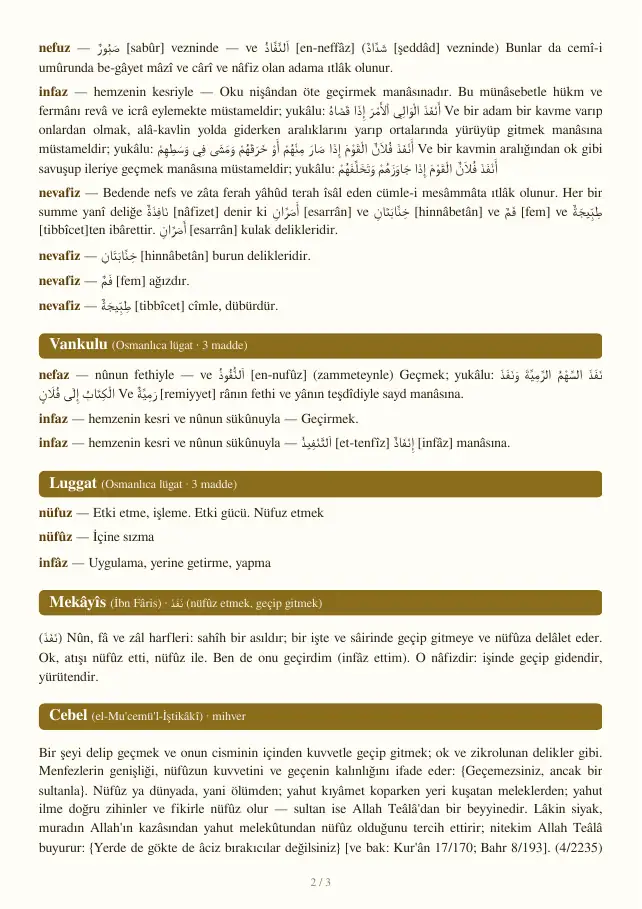 nefuz — صَبُورٌ [sabûr] vezninde — ve اَلنَّفَّاذُ [en-neffâz] (شَدَّادٌ [şeddâd] vezninde) Bunlar da cemî-i
umûrunda be-gâyet mâzî ve cârî ve nâfiz olan adama ıtlâk olunur.
infaz — hemzenin kesriyle — Oku nişândan öte geçirmek manâsınadır. Bu münâsebetle hükm ve
fermânı revâ ve icrâ eylemekte müstameldir; yukâlu: أَنْفَذَ الْوَالِي اْلأَمْرَ إِذَا قَضَاهُ Ve bir adam bir kavme varıp
onlardan olmak, alâ-kavlin yolda giderken aralıklarını yarıp ortalarında yürüyüp gitmek manâsına
müstameldir; yukâlu: أَنْفَذَ فُلاَنٌ الْقَوْمَ إِذَا صَارَ مِنْهُمْ أَوْ خَرَقَهُمْ وَمَشَى فِي وَسَطِهِمْ Ve bir kavmin aralığından ok gibi
savuşup ileriye geçmek manâsına müstameldir; yukâlu: أَنْفَذَ فُلاَنٌ الْقَوْمَ إِذَا جَاوَزَهُمْ وَتَخَلَّفَهُمْ
nevafiz — Bedende nefs ve zâta ferah yâhûd terah îsâl eden cümle-i mesâmmâta ıtlâk olunur. Her bir
summe yanî deliğe نَافِذَةٌ [nâfizet] denir ki أَصَرَّانِ [esarrân] ve خِنَّابَتَانِ [hinnâbetân] ve فَمٌ [fem] ve طِبِّيجَةٌ
[tibbîcet]ten ibârettir. أَصَرَّانِ [esarrân] kulak delikleridir.
nevafiz — خِنَّابَتَانِ [hinnâbetân] burun delikleridir.
nevafiz — فَمٌ [fem] ağızdır.
nevafiz — طِبِّيجَةٌ [tibbîcet] cîmle, dübürdür.
Vankulu (Osmanlıca lügat · 3 madde)
nefaz — nûnun fethiyle — ve اَلنُّفُوذُ [en-nufûz] (zammeteynle) Geçmek; yukâlu: نَفَذَ السَّهْمُ الرَّمِيَّةَ وَنَفَذَ
الْكِتَابُ إِلَى فُلاَنٍ Ve رَمِيَّةٌ [remiyyet] rânın fethi ve yânın teşdîdiyle sayd manâsına.
infaz — hemzenin kesri ve nûnun sükûnuyla — Geçirmek.
infaz — hemzenin kesri ve nûnun sükûnuyla — اَلتَّنْفِيذُ [et-tenfîz] إِنْفَاذٌ [infâz] manâsına.
Luggat (Osmanlıca lügat · 3 madde)
nüfuz — Etki etme, işleme. Etki gücü. Nüfuz etmek
nüfûz — İçine sızma
infâz — Uygulama, yerine getirme, yapma
Mekâyîs (İbn Fâris) · نَفَذَ (nüfûz etmek, geçip gitmek)
(نَفَذَ) Nûn, fâ ve zâl harfleri: sahîh bir asıldır; bir işte ve sâirinde geçip gitmeye ve nüfûza delâlet eder.
Ok, atışı nüfûz etti, nüfûz ile. Ben de onu geçirdim (infâz ettim). O nâfizdir: işinde geçip gidendir,
yürütendir.
Cebel (el-Mu'cemü'l-İştikâkî) · mihver
Bir şeyi delip geçmek ve onun cisminin içinden kuvvetle geçip gitmek; ok ve zikrolunan delikler gibi.
Menfezlerin genişliği, nüfûzun kuvvetini ve geçenin kalınlığını ifade eder: {Geçemezsiniz, ancak bir
sultanla}. Nüfûz ya dünyada, yani ölümden; yahut kıyâmet koparken yeri kuşatan meleklerden; yahut
ilme doğru zihinler ve fikirle nüfûz olur — sultan ise Allah Teâlâ'dan bir beyyinedir. Lâkin siyak,
muradın Allah'ın kazâsından yahut melekûtundan nüfûz olduğunu tercih ettirir; nitekim Allah Teâlâ
buyurur: {Yerde de gökte de âciz bırakıcılar değilsiniz} [ve bak: Kur'ân 17/170; Bahr 8/193]. (4/2235)
2 / 3